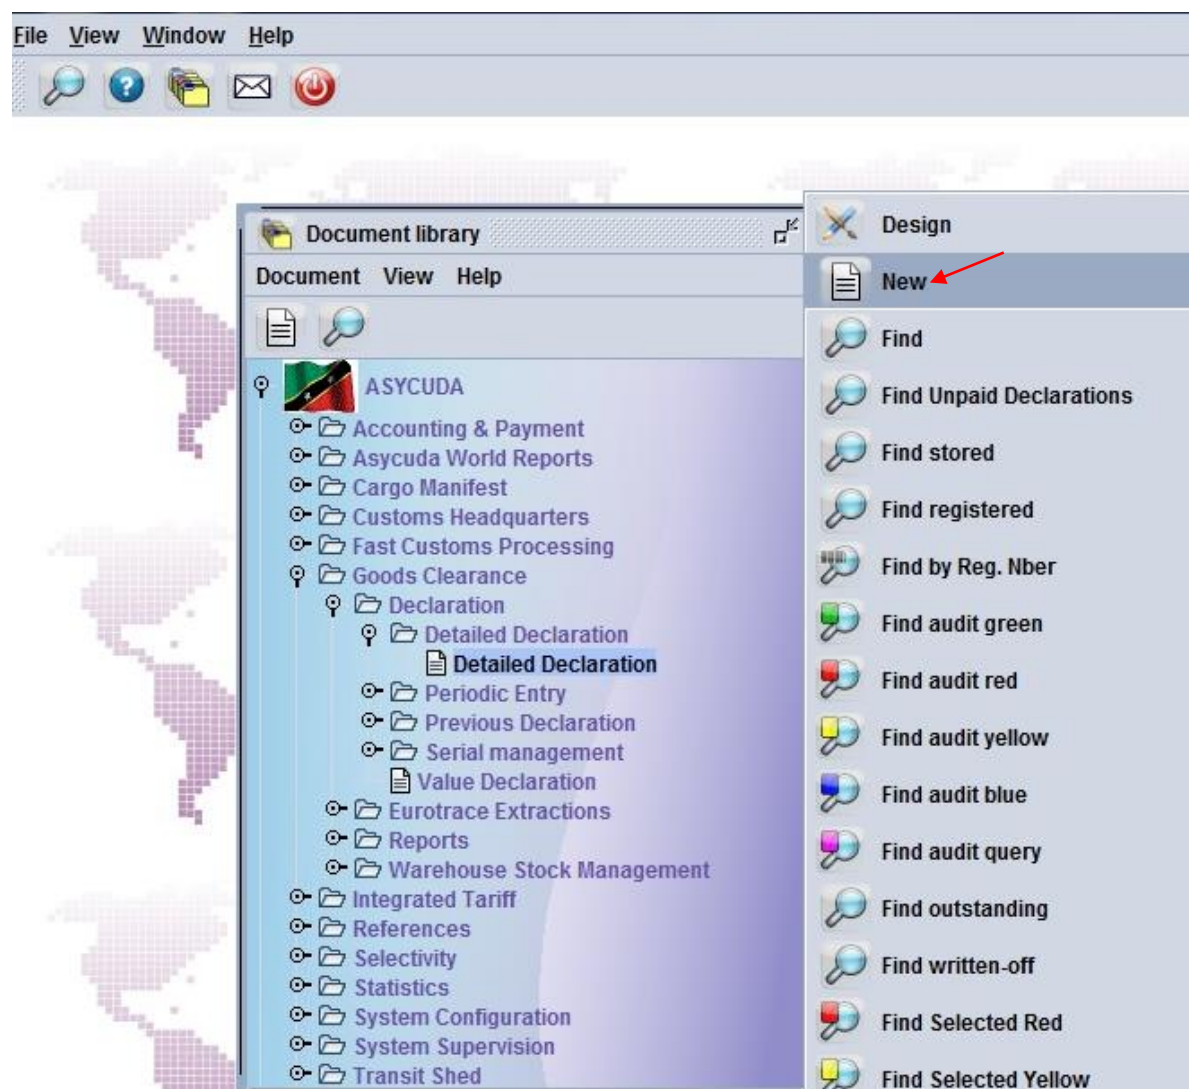 File View Window Help
Document library
Document View Help
ASYCUDA
Accounting & Payment
Asycuda World Reports
Cargo Manifest
Customs Headquarters
Fast Customs Processing
Goods Clearance
Declaration
Detailed Declaration
Detailed Declaration
Periodic Entry
Previous Declaration
Serial management
Value Declaration
Eurotrace Extractions
Reports
Warehouse Stock Management
Integrated Tariff
References
Selectivity
Statistics
System Configuration
System Supervision
Transit Shed
Design
New
Find
Find Unpaid Declarations
Find stored
Find registered
Find by Reg. Nber
Find audit green
Find audit red
Find audit yellow
Find audit blue
Find audit query
Find outstanding
Find written-off
Find Selected Red
Find Selected Yellow